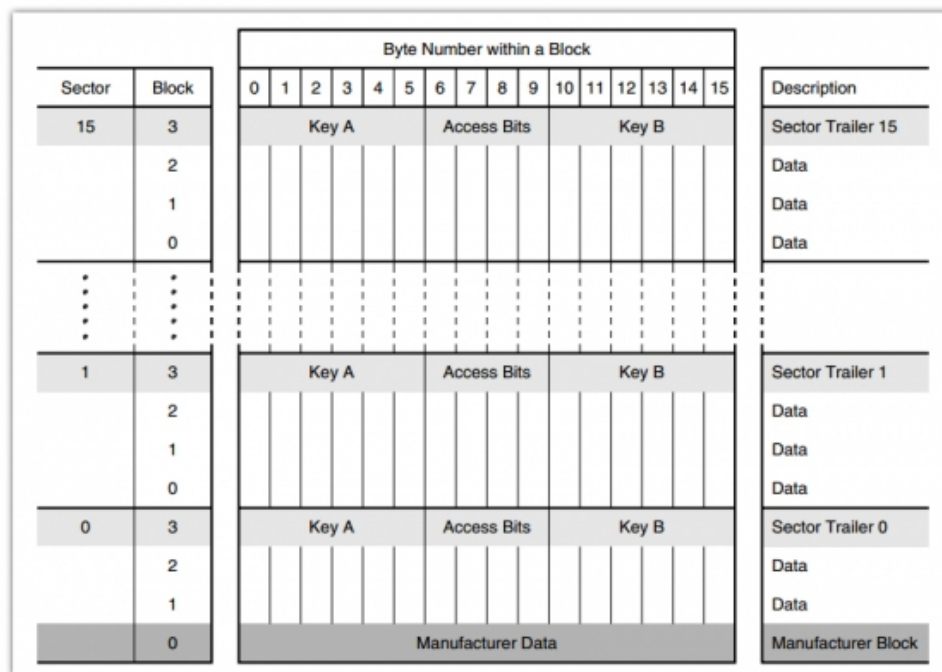 Byte Number within a Block
Sector Block 0 1 2 3 4 5 6 7 8 9 10 11 12 13 14 15 Description
15 3 Key A Access Bits Key B Sector Trailer 15
2 Data
1 Data
0 Data
1 3 Key A Access Bits Key B Sector Trailer 1
2 Data
1 Data
0 Data
0 3 Key A Access Bits Key B Sector Trailer 0
2 Data
1 Data
0 Manufacturer Data Manufacturer Block